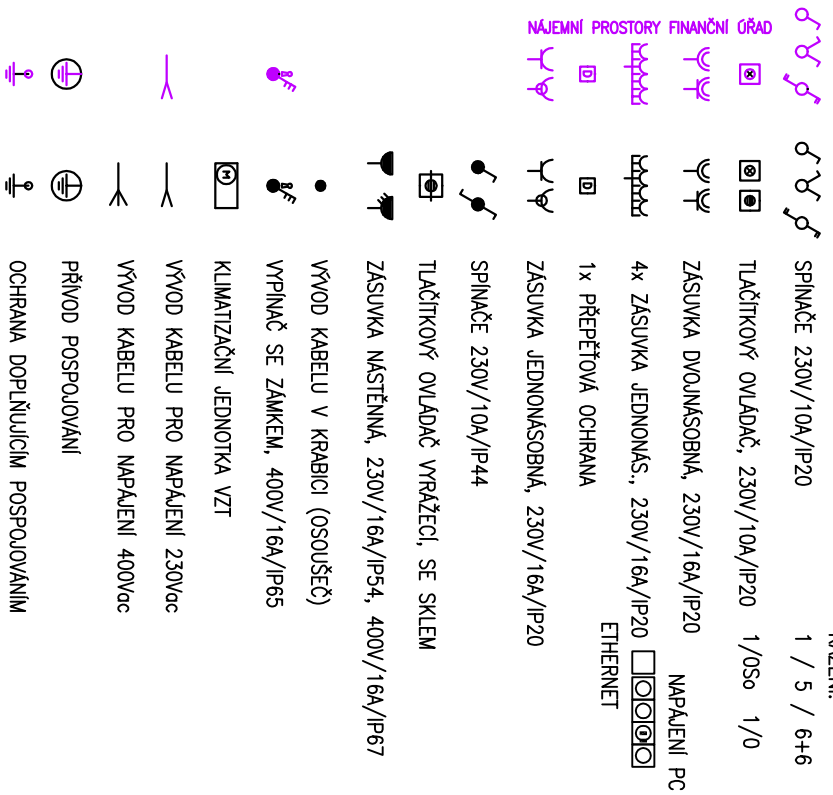 NÁJEMNÍ PROSTORY FINANČNÍ ÚŘAD
ŘAZENÍ:
SPÍNAČE 230V/10A/IP20
1 / 5 / 6+6
TLAČÍTKOVÝ OVLÁDAČ, 230V/10A/IP20
1/0So 1/0
ZÁSUVKA DVOJNÁSOBNÁ, 230V/16A/IP20
NAPÁJENÍ PC
4x ZÁSUVKA JEDNONÁS., 230V/16A/IP20
ETHERNET
D
D
1x PŘEPĚŤOVÁ OCHRANA
ZÁSUVKA JEDNONÁSOBNÁ, 230V/16A/IP20
SPÍNAČE 230V/10A/IP44
TLAČÍTKOVÝ OVLÁDAČ VYRÁŽECÍ, SE SKLEM
ZÁSUVKA NÁSTĚNNÁ, 230V/16A/IP54, 400V/16A/IP67
VÝVOD KABELU V KRABICI (OSOUŠEČ)
VYPÍNAČ SE ZÁMKEM, 400V/16A/IP65
M
KLIMATIZAČNÍ JEDNOTKA VZT
VÝVOD KABELU PRO NAPÁJENÍ 230Vac
VÝVOD KABELU PRO NAPÁJENÍ 400Vac
PŘÍVOD POSPOJOVÁNÍ
OCHRANA DOPLŇUJÍCÍM POSPOJOVÁNÍM